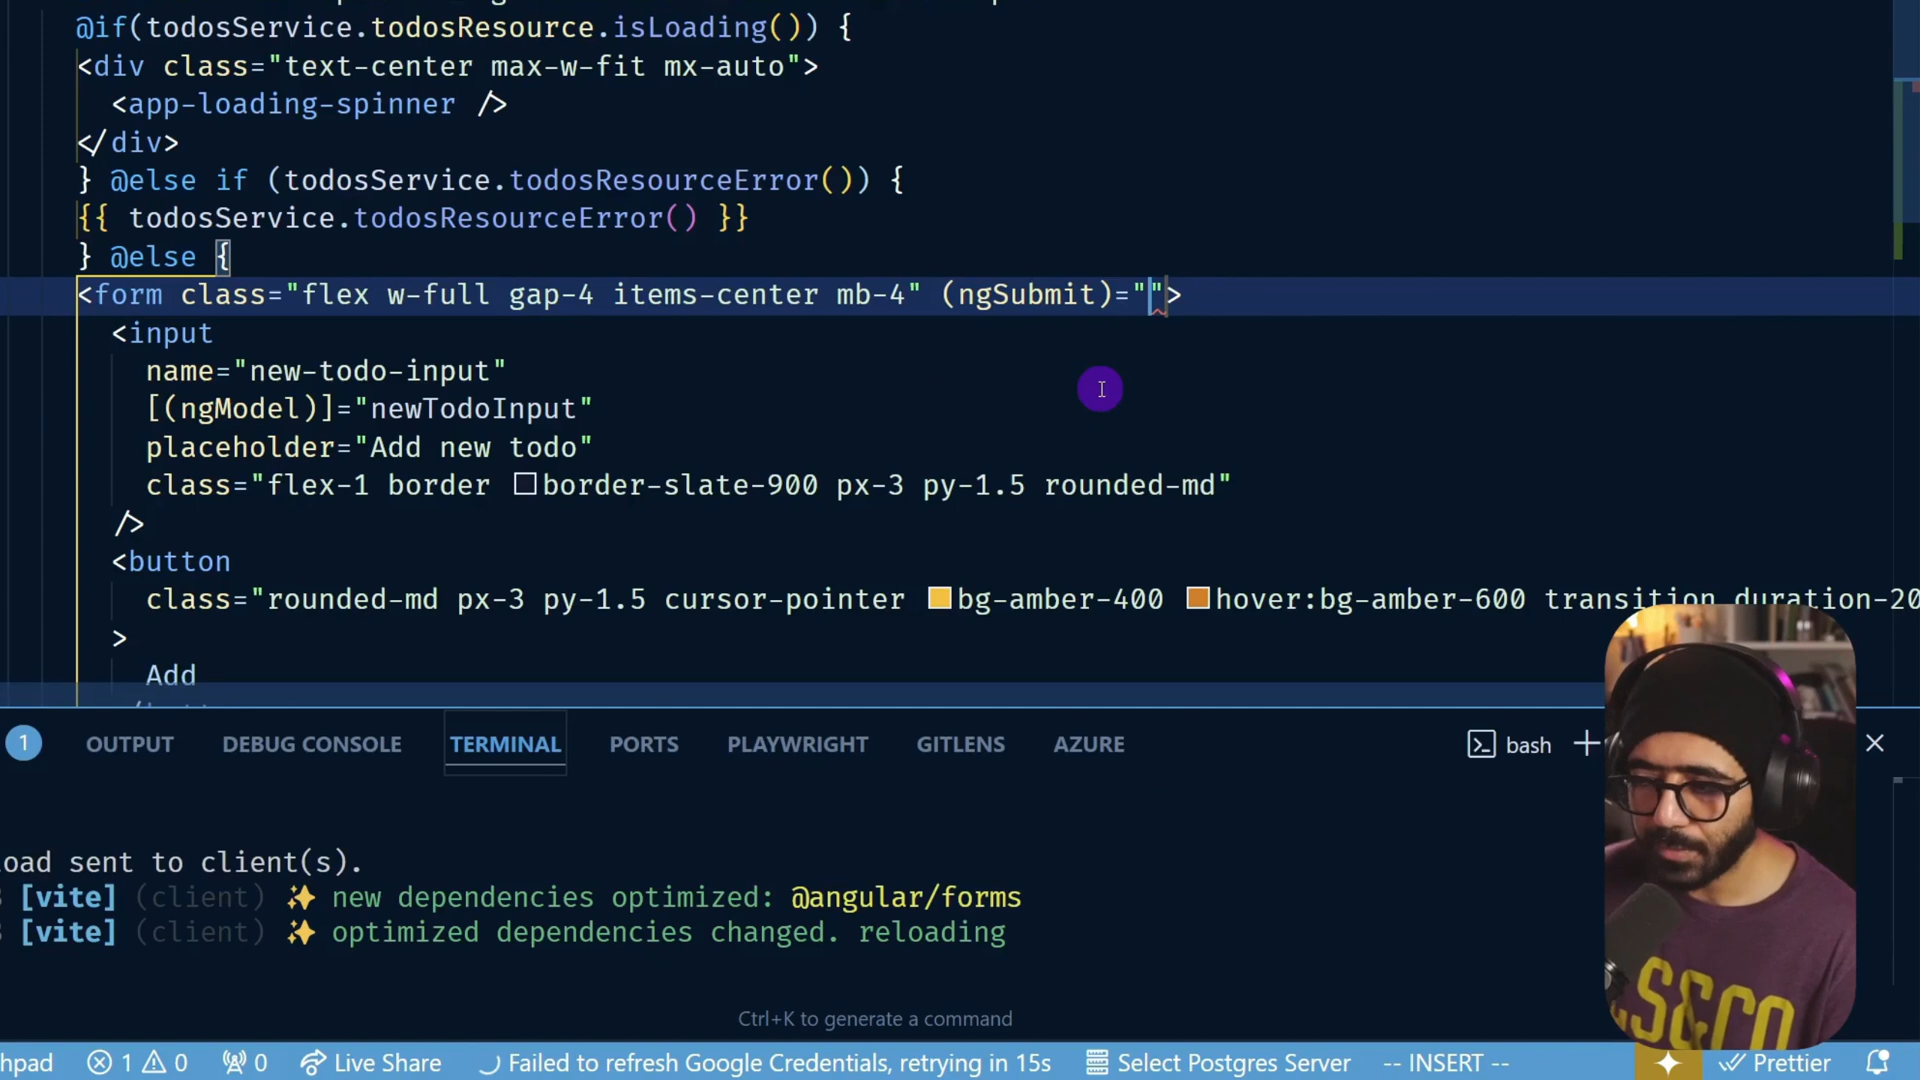 @if(todosService.todosResource.isLoading()) {
<div class="text-center max-w-fit mx-auto">
<app-loading-spinner />
</div>
} @else if (todosService.todosResourceError()) {
{{ todosService.todosResourceError() }}
} @else {
<form class="flex w-full gap-4 items-center mb-4" (ngSubmit)="">
<input
name="new-todo-input"
[(ngModel)]="newTodoInput"
placeholder="Add new todo"
class="flex-1 border border-slate-900 px-3 py-1.5 rounded-md"
/>
<button
class="rounded-md px-3 py-1.5 cursor-pointer bg-amber-400 hover:bg-amber-600 transition duration-20
>
Add
1 OUTPUT DEBUG CONSOLE TERMINAL PORTS PLAYWRIGHT GITLENS AZURE bash
oad sent to client(s).
[vite] (client) ✨ new dependencies optimized: @angular/forms
[vite] (client) ✨ optimized dependencies changed. reloading
Ctrl+K to generate a command
S&CO
hpad 1 0 0 Live Share Failed to refresh Google Credentials, retrying in 15s Select Postgres Server -- INSERT -- Prettier